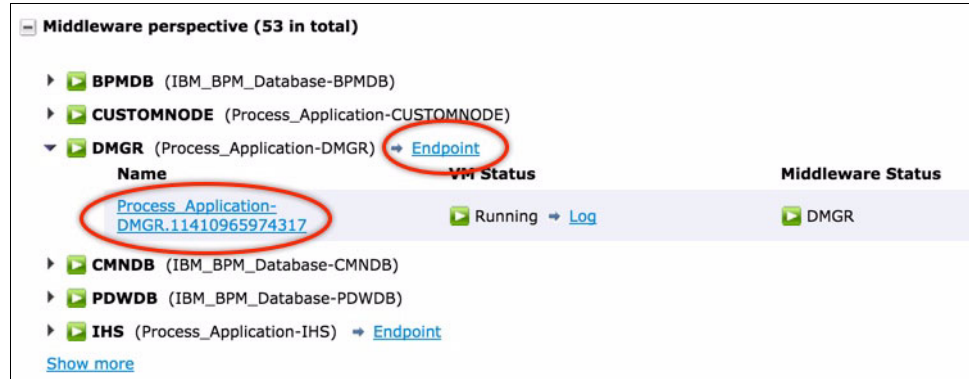 Middleware perspective (53 in total)
BPMDB (IBM_BPM_Database-BPMDB)
CUSTOMNODE (Process_Application-CUSTOMNODE)
DMGR (Process_Application-DMGR) Endpoint
Name VM Status Middleware Status
Process_Application-
DMGR.11410965974317 Running Log DMGR
CMNDB (IBM_BPM_Database-CMNDB)
PDWDB (IBM_BPM_Database-PDWDB)
IHS (Process_Application-IHS) Endpoint
Show more